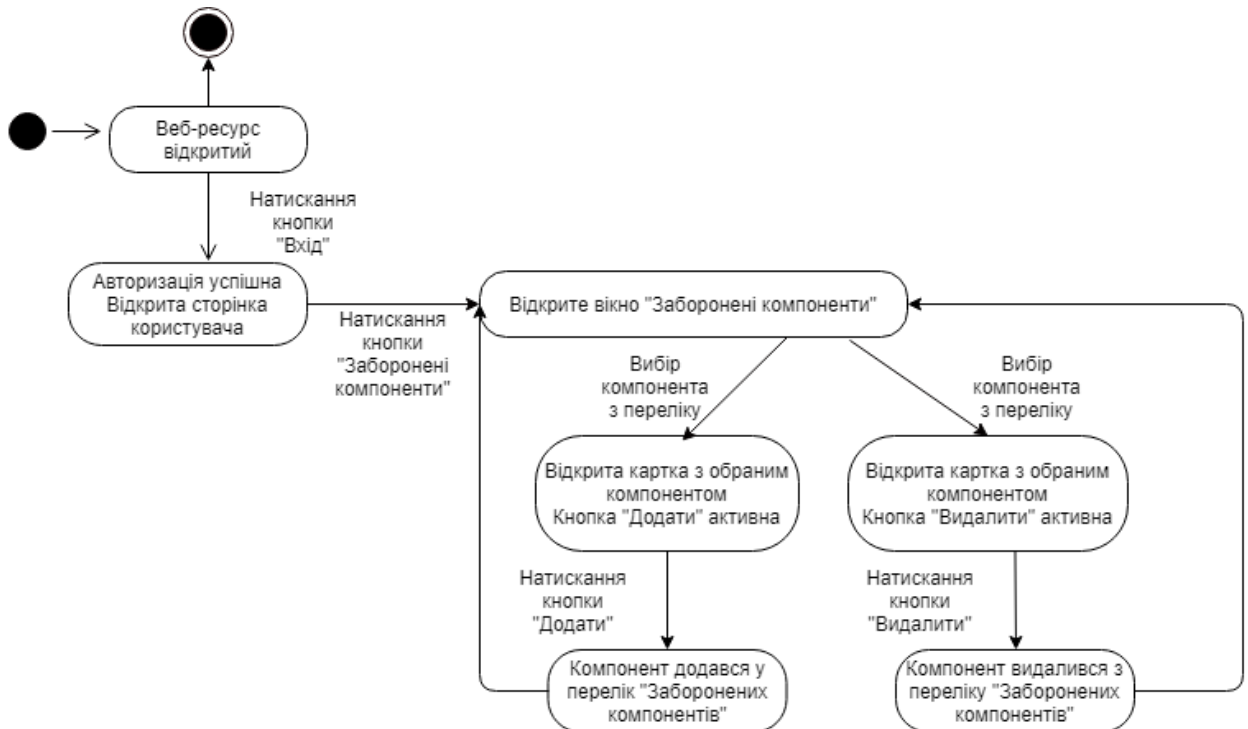 Веб-ресурс
відкритий
Натискання
кнопки
"Вхід"
Авторизація успішна
Відкрита сторінка
користувача
Натискання
кнопки
"Заборонені
компоненти"
Відкрите вікно "Заборонені компоненти"
Вибір
компонента
з переліку
Вибір
компонента
з переліку
Відкрита картка з обраним
компонентом
Кнопка "Додати" активна
Відкрита картка з обраним
компонентом
Кнопка "Видалити" активна
Натискання
кнопки
"Додати"
Натискання
кнопки
"Видалити"
Компонент додався у
перелік "Заборонених
компонентів"
Компонент видалився з
переліку "Заборонених
компонентів"